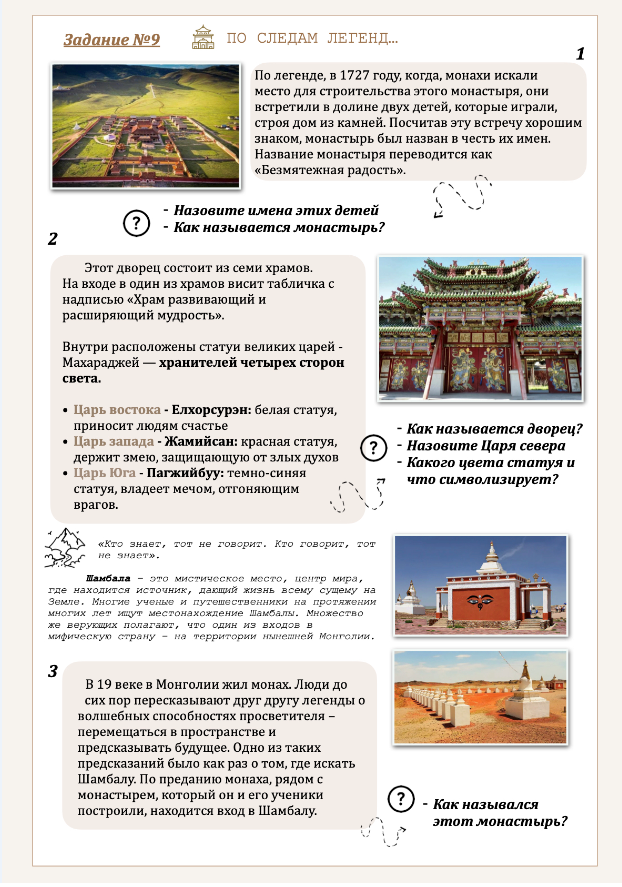 Задание №9
ПО СЛЕДАМ ЛЕГЕНД…
1
По легенде, в 1727 году, когда, монахи искали
место для строительства этого монастыря, они
встретили в долине двух детей, которые играли,
строя дом из камней. Посчитав эту встречу хорошим
знаком, монастырь был назван в честь их имен.
Название монастыря переводится как
«Безмятежная радость».
?
- Назовите имена этих детей
- Как называется монастырь?
2
Этот дворец состоит из семи храмов.
На входе в один из храмов висит табличка с
надписью «Храм развивающий и
расширяющий мудрость».
Внутри расположены статуи великих царей -
Махараджей — хранителей четырех сторон
света.
• Царь востока - Елхорсурэн: белая статуя,
приносит людям счастье
• Царь запада - Жамийсан: красная статуя,
держит змею, защищающую от злых духов
• Царь Юга - Пагжийбуу: темно-синяя
статуя, владеет мечом, отгоняющим
врагов.
?
- Как называется дворец?
- Назовите Царя севера
- Какого цвета статуя и
что символизирует?
«Кто знает, тот не говорит. Кто говорит, тот
не знает».
Шамбала – это мистическое место, центр мира,
где находится источник, дающий жизнь всему сущему на
Земле. Многие ученые и путешественники на протяжении
многих лет ищут местонахождение Шамбалы. Множество
же верующих полагают, что один из входов в
мифическую страну – на территории нынешней Монголии.
3
В 19 веке в Монголии жил монах. Люди до
сих пор пересказывают друг другу легенды о
волшебных способностях просветителя –
перемещаться в пространстве и
предсказывать будущее. Одно из таких
предсказаний было как раз о том, где искать
Шамбалу. По преданию монаха, рядом с
монастырем, который он и его ученики
построили, находится вход в Шамбалу.
?
- Как назывался
этот монастырь?